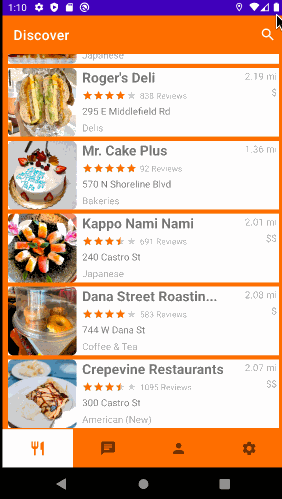 1:10
Discover
Japanese
Roger's Deli
2.19 mi
838 Reviews
$
295 E Middlefield Rd
Delis
Mr. Cake Plus
1.36 mi
92 Reviews
570 N Shoreline Blvd
Bakeries
Kappo Nami Nami
2.01 mi
691 Reviews
$$
240 Castro St
Japanese
Dana Street Roastin...
2.08 mi
583 Reviews
$
744 W Dana St
Coffee & Tea
Crepevine Restaurants
2.07 mi
1095 Reviews
$$
300 Castro St
American (New)